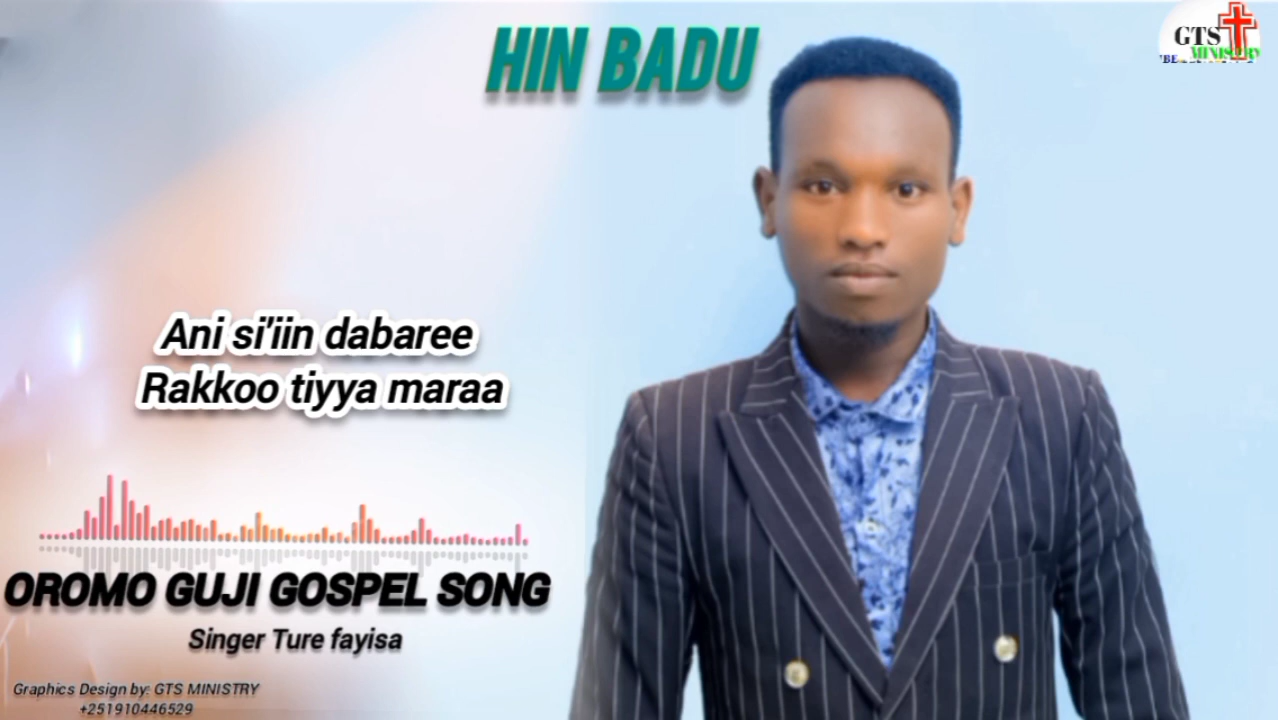 HIN BADU
GTS
MINISTRY
Ani si'iin dabaree
Rakkoo tiyya maraa
OROMO GUJI GOSPEL SONG
Singer Ture fayisa
Graphics Design by: GTS MINISTRY
+251910446529